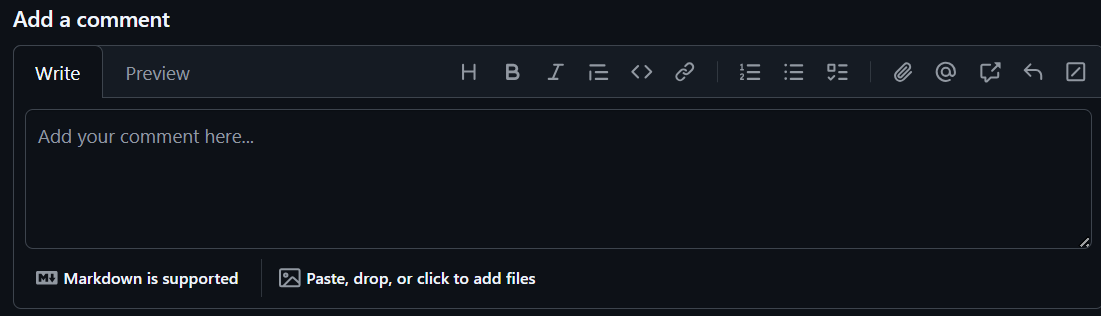 Add a comment
Write Preview H B I
Add your comment here...
M Markdown is supported Paste, drop, or click to add files